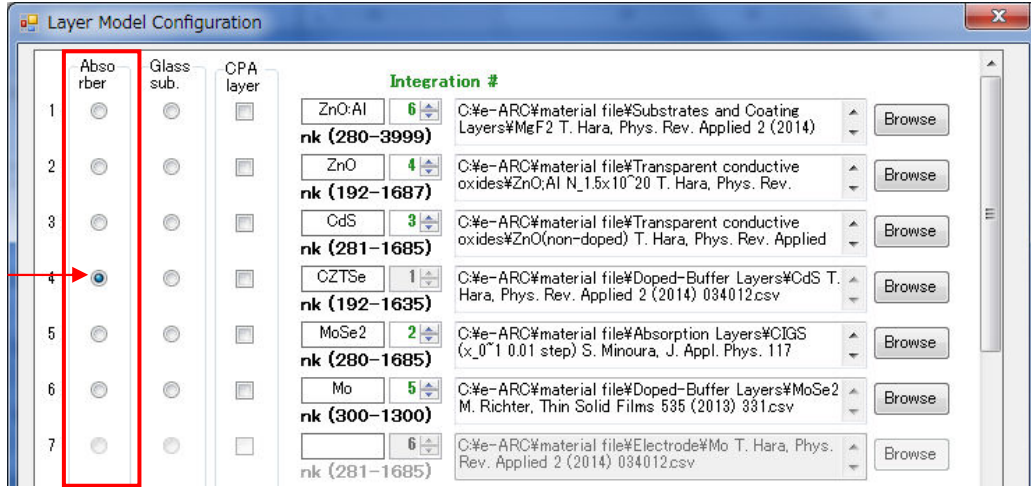 Layer Model Configuration
Abso
rber
Glass
sub.
CPA
layer
Integration #
1
ZnO:Al
6
nk (280-3999)
C:¥e-ARC¥material file¥Substrates and Coating
Layers¥MgF2 T. Hara, Phys. Rev. Applied 2 (2014)
Browse
2
ZnO
4
nk (192-1687)
C:¥e-ARC¥material file¥Transparent conductive
oxides¥ZnO;Al N_1.5x10^20 T. Hara, Phys. Rev.
Browse
3
CdS
3
nk (281-1685)
C:¥e-ARC¥material file¥Transparent conductive
oxides¥ZnO(non-doped) T. Hara, Phys. Rev. Applied
Browse
4
CZTSe
1
nk (192-1635)
C:¥e-ARC¥material file¥Doped-Buffer Layers¥CdS T.
Hara, Phys. Rev. Applied 2 (2014) 034012.csv
Browse
5
MoSe2
2
nk (280-1685)
C:¥e-ARC¥material file¥Absorption Layers¥CIGS
(x_0~1 0.01 step) S. Minoura, J. Appl. Phys. 117
Browse
6
Mo
5
nk (300-1300)
C:¥e-ARC¥material file¥Doped-Buffer Layers¥MoSe2
M. Richter, Thin Solid Films 535 (2013) 331.csv
Browse
7
6
nk (281-1685)
C:¥e-ARC¥material file¥Electrode¥Mo T. Hara, Phys.
Rev. Applied 2 (2014) 034012.csv
Browse